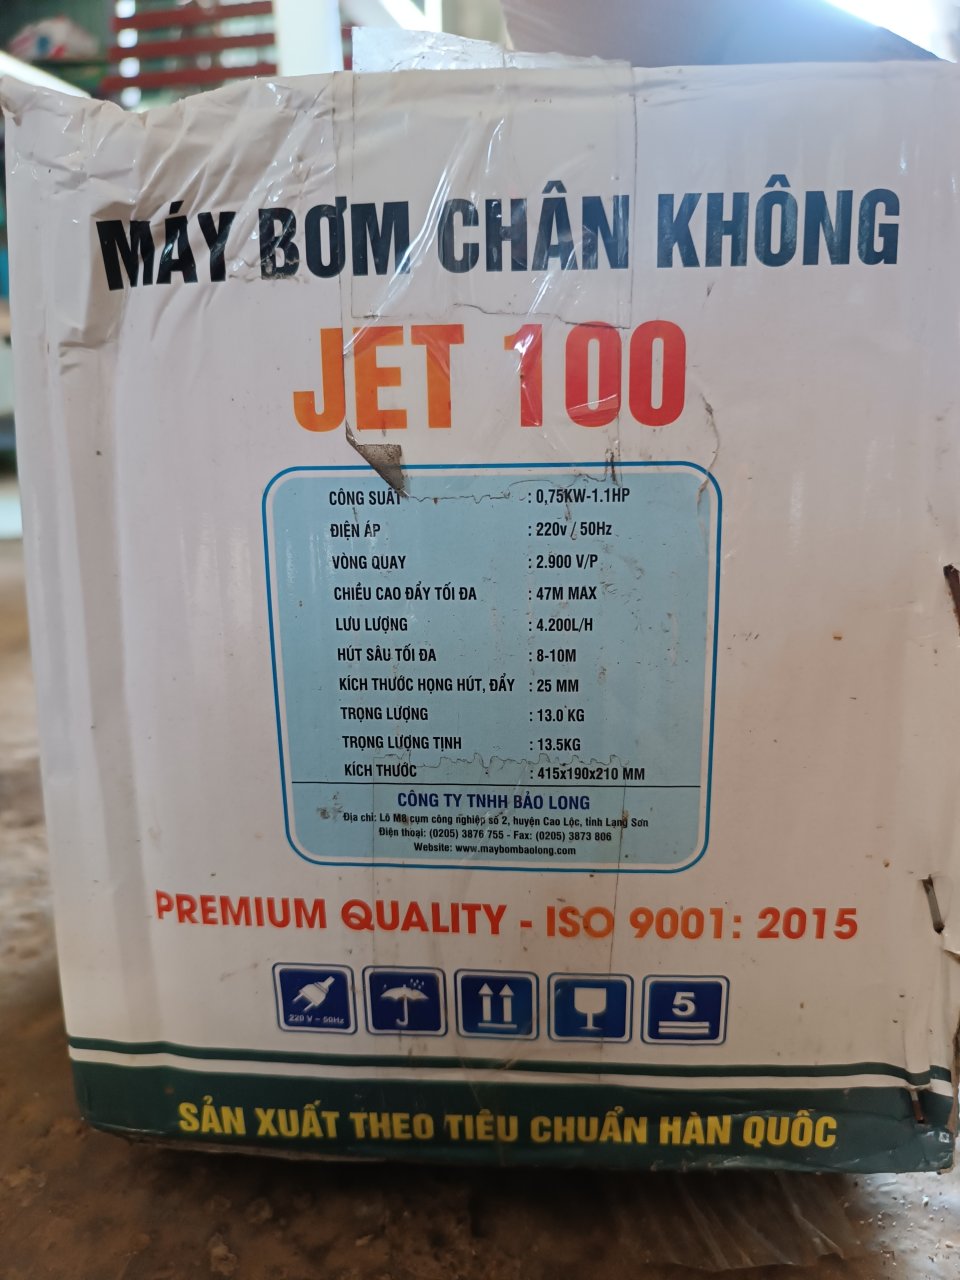 MÁY BƠM CHÂN KHÔNG
JET 100
CÔNG SUẤT : 0,75KW-1.1HP
ĐIỆN ÁP : 220v / 50Hz
VÒNG QUAY : 2.900 V/P
CHIỀU CAO ĐẨY TỐI ĐA : 47M MAX
LƯU LƯỢNG : 4.200L/H
HÚT SÂU TỐI ĐA : 8-10M
KÍCH THƯỚC HỌNG HÚT, ĐẨY : 25 MM
TRỌNG LƯỢNG : 13.0 KG
TRỌNG LƯỢNG TỊNH : 13.5KG
KÍCH THƯỚC : 415x190x210 MM
CÔNG TY TNHH BẢO LONG
Địa chỉ: Lô M8 cụm công nghiệp số 2, huyện Cao Lộc, tỉnh Lạng Sơn
Điện thoại: (0205) 3876 755 - Fax: (0205) 3873 806
Website: www.maybombaolong.com
PREMIUM QUALITY - ISO 9001: 2015
220 V - 50Hz
5
SẢN XUẤT THEO TIÊU CHUẨN HÀN QUỐC